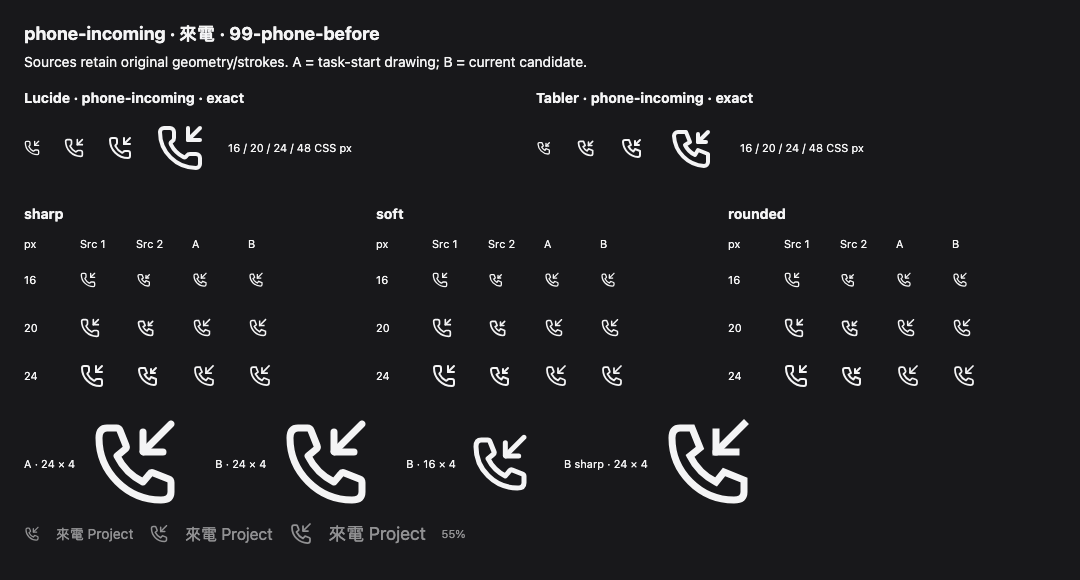 phone-incoming · 來電 · 99-phone-before
Sources retain original geometry/strokes. A = task-start drawing; B = current candidate.
Lucide · phone-incoming · exact
Tabler · phone-incoming · exact
16 / 20 / 24 / 48 CSS px
16 / 20 / 24 / 48 CSS px
sharp
px Src 1 Src 2 A B
16
20
24
soft
px Src 1 Src 2 A B
16
20
24
rounded
px Src 1 Src 2 A B
16
20
24
A · 24 × 4
B · 24 × 4
B · 16 × 4
B sharp · 24 × 4
來電 Project 來電 Project 來電 Project 55%